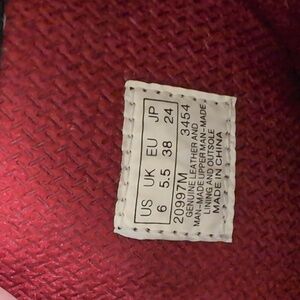 US UK EU JP
6 5.5 38 24
20997M 3454
GENUINE LEATHER AND
MAN-MADE UPPER MAN-MADE
LINING AND OUTSOLE
MADE IN CHINA